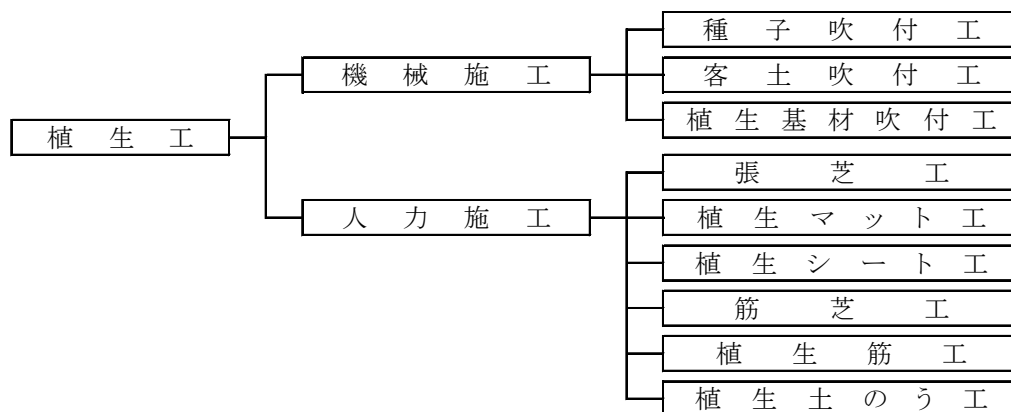 植生工
機械施工
種子吹付工
客土吹付工
植生基材吹付工
人力施工
張芝工
植生マット工
植生シート工
筋芝工
植生筋工
植生土のう工